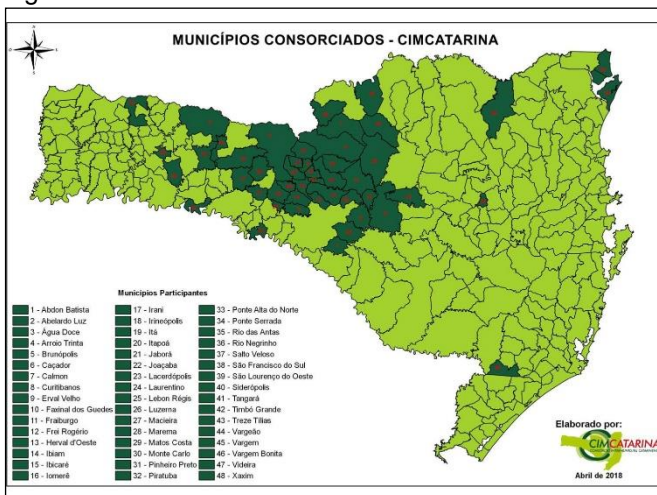 MUNICÍPIOS CONSORCIADOS - CIMCATARINA
Municípios Participantes
1 - Abdon Batista
2 - Abelardo Luz
3 - Água Doce
4 - Arroio Trinta
5 - Brunópolis
6 - Caçador
7 - Calmon
8 - Curitibanos
9 - Erval Velho
10 - Faxinal dos Guedes
11 - Fraiburgo
12 - Frei Rogério
13 - Herval d'Oeste
14 - Ibiam
15 - Ibicaré
16 - Iomerê
17 - Irani
18 - Irineópolis
19 - Itá
20 - Itapoá
21 - Jaborá
22 - Joaçaba
23 - Lacerdópolis
24 - Laurentino
25 - Lebon Régis
26 - Luzerna
27 - Macieira
28 - Marema
29 - Matos Costa
30 - Monte Carlo
31 - Pinheiro Preto
32 - Piratuba
33 - Ponte Alta do Norte
34 - Ponte Serrada
35 - Rio das Antas
36 - Rio Negrinho
37 - Salto Veloso
38 - São Francisco do Sul
39 - São Lourenço do Oeste
40 - Siderópolis
41 - Tangará
42 - Timbó Grande
43 - Treze Tílias
44 - Vargeão
45 - Vargem
46 - Vargem Bonita
47 - Videira
48 - Xaxim
Elaborado por:
CIMCATARINA
Abril de 2018